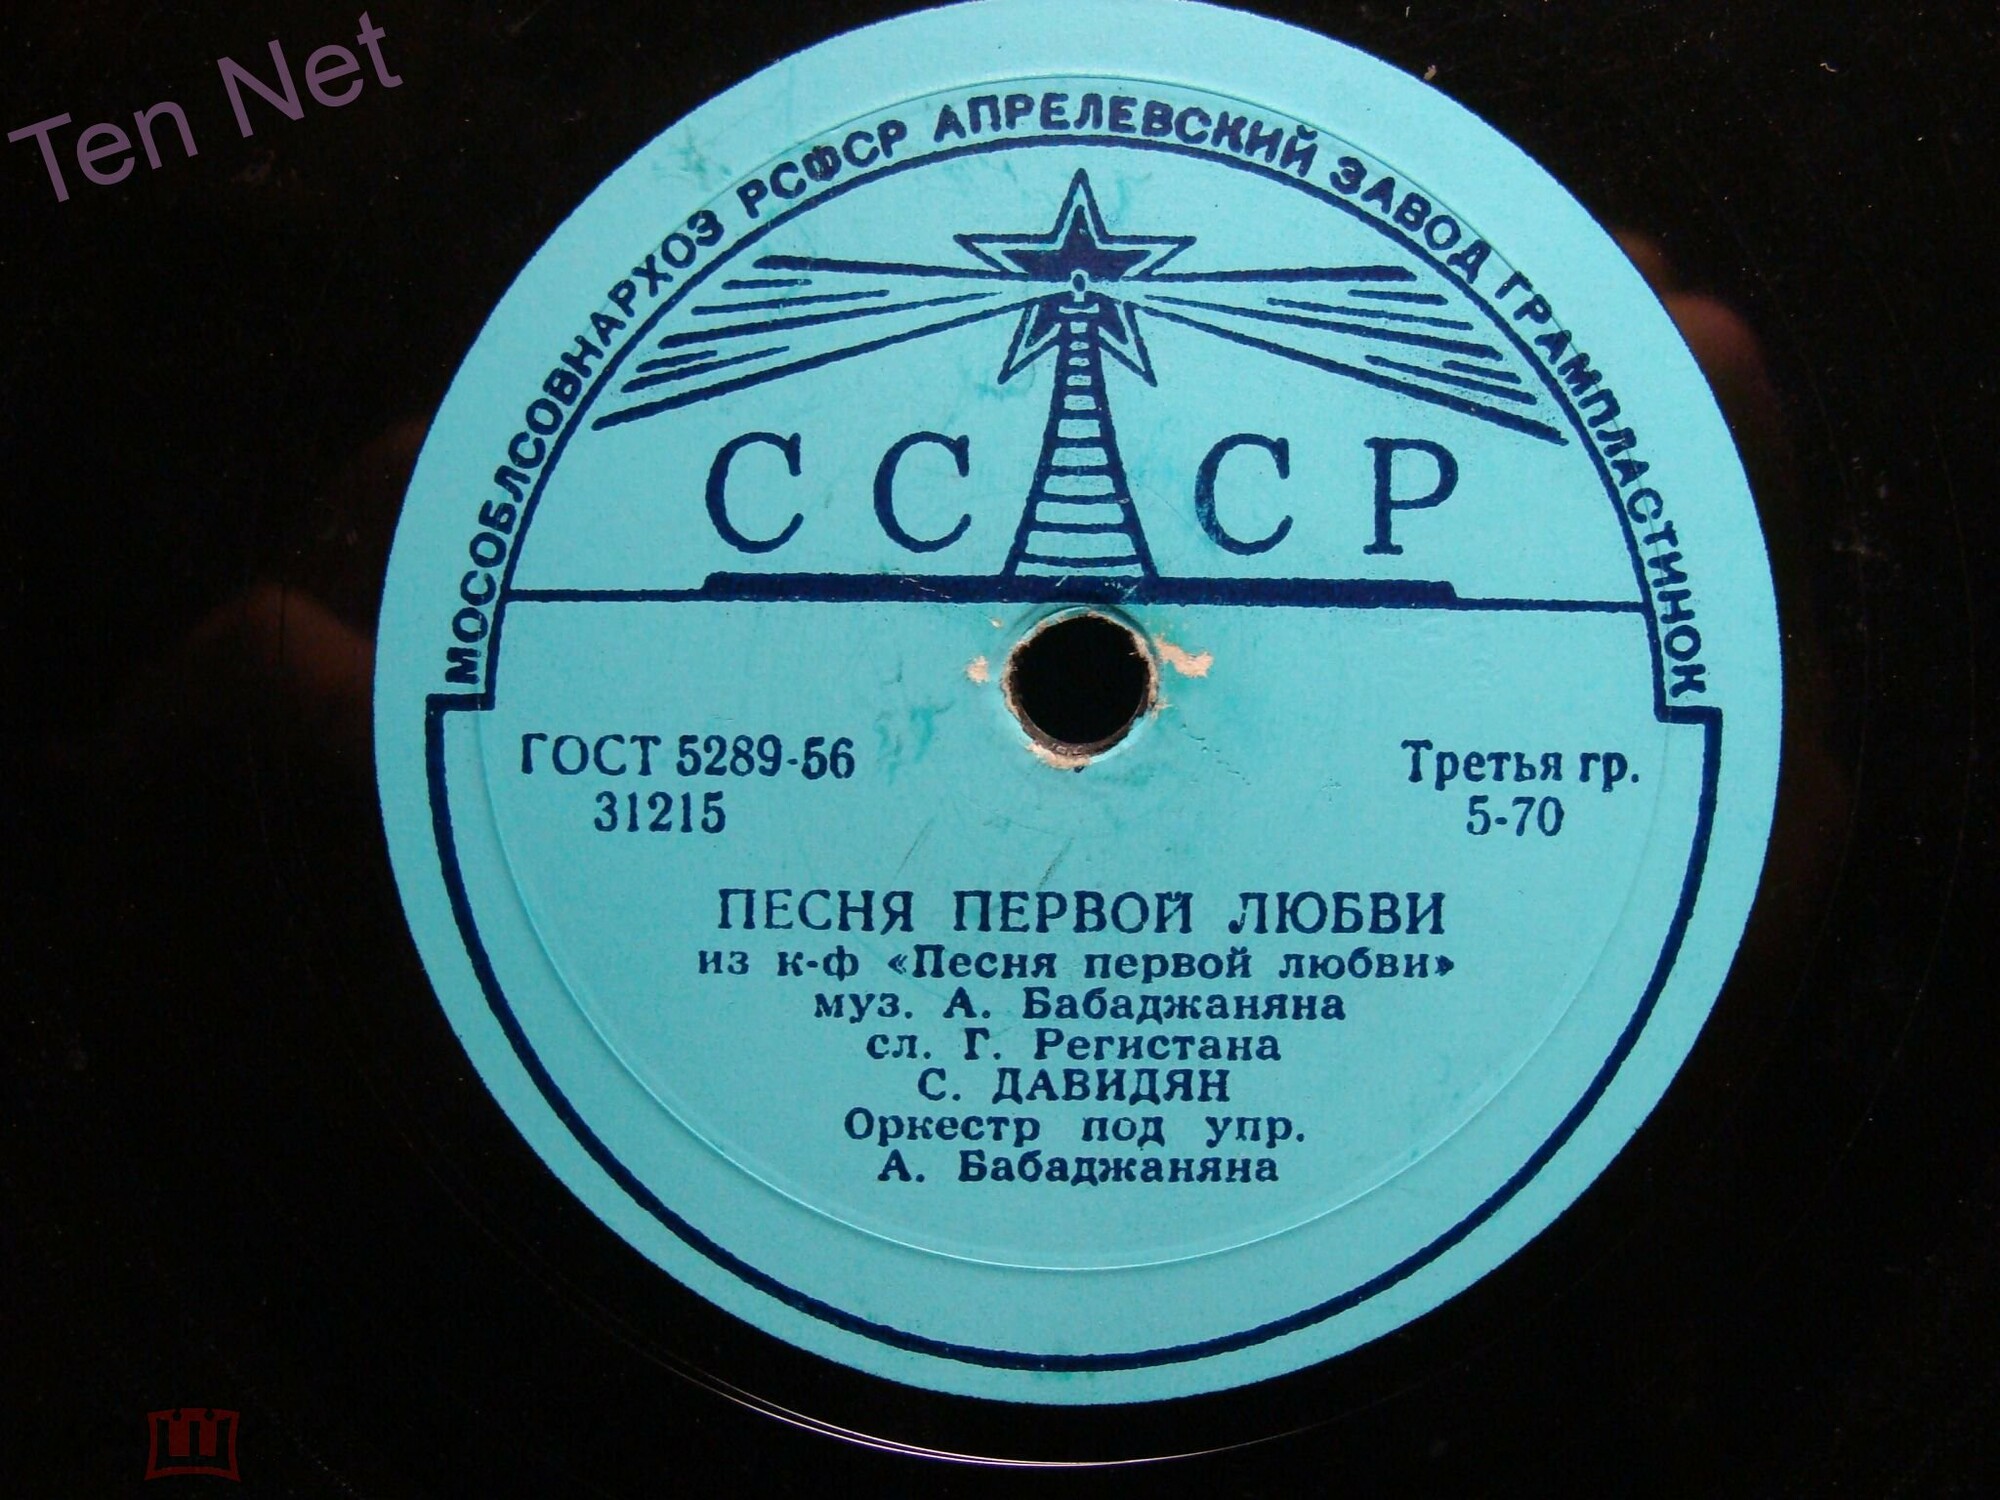 Ten Net
МОСОБЛСОВНАРХОЗ РСФСР АПРЕЛЕВСКИЙ ЗАВОД ГРАМПЛАСТИНОК
СССР
ГОСТ 5289-56
31215
Третья гр.
5-70
ПЕСНЯ ПЕРВОЙ ЛЮБВИ
из к-ф «Песня первой любви»
муз. А. Бабаджаняна
сл. Г. Регистана
С. ДАВИДЯН
Оркестр под упр.
А. Бабаджаняна